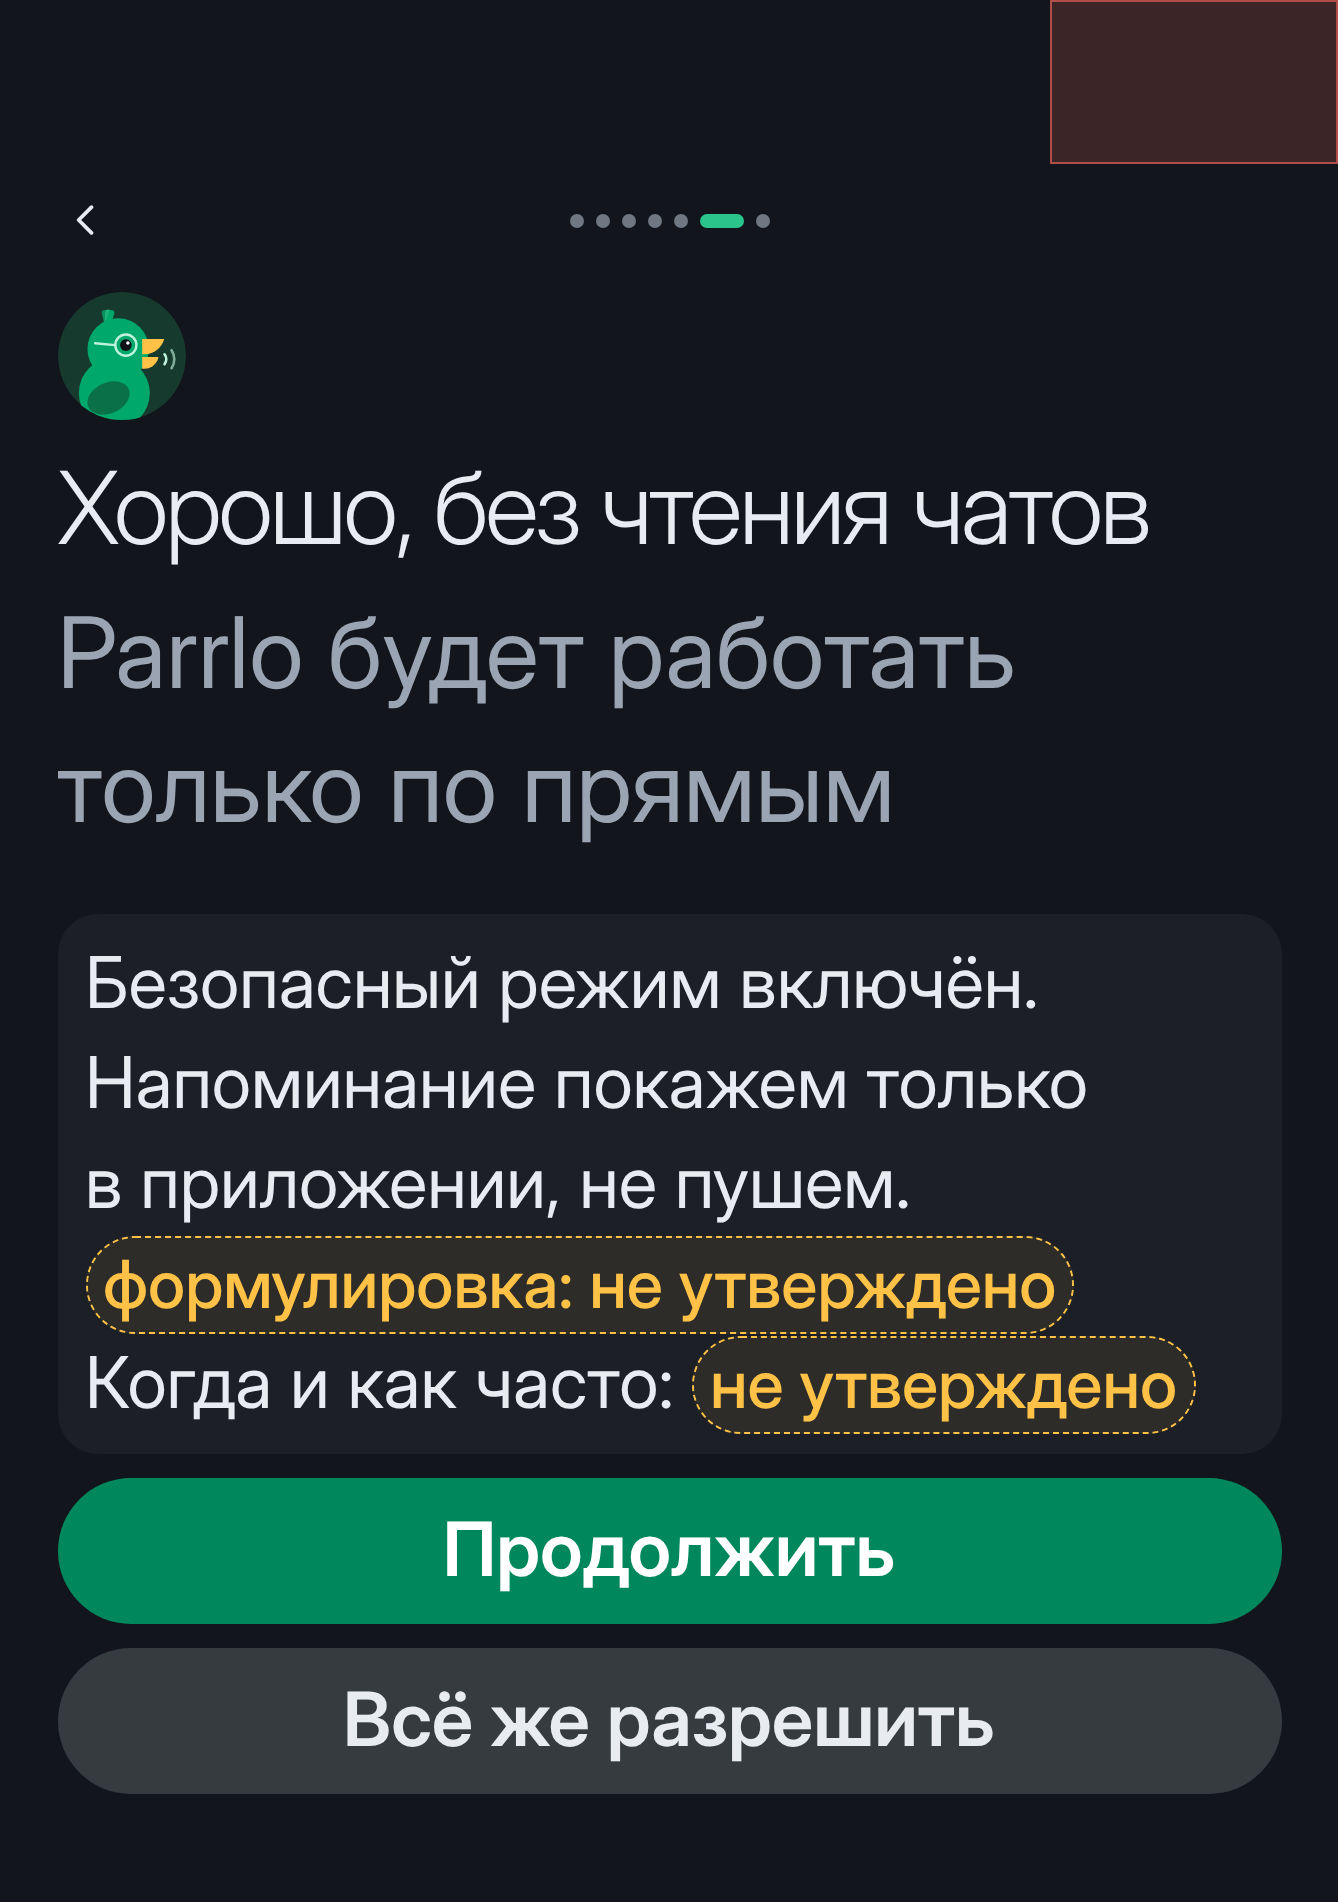 Хорошо, без чтения чатов
Parrlo будет работать
только по прямым
Безопасный режим включён.
Напоминание покажем только
в приложении, не пушем.
формулировка: не утверждено
Когда и как часто: не утверждено
Продолжить
Всё же разрешить